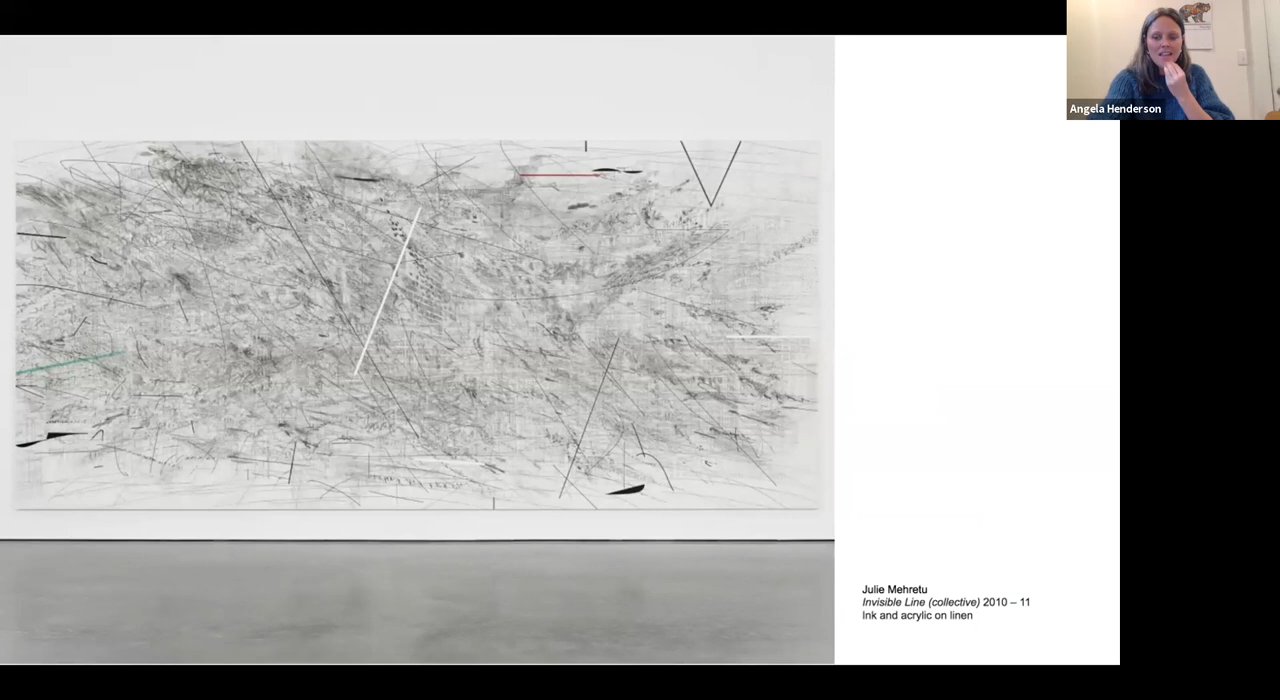 Angela Henderson
Julie Mehretu
Invisible Line (collective) 2010 – 11
Ink and acrylic on linen